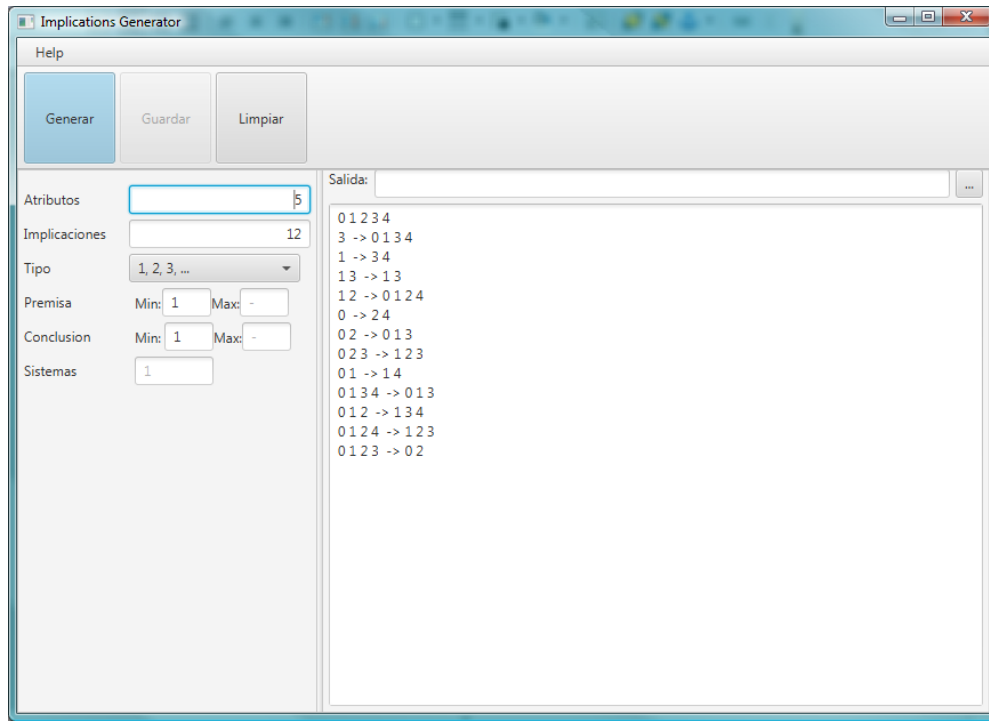 Implications Generator
Help
Generar Guardar Limpiar
Salida: ...
Atributos 5
Implicaciones 12
Tipo 1, 2, 3, ...
Premisa Min: 1 Max: -
Conclusion Min: 1 Max: -
Sistemas 1
0 1 2 3 4
3 -> 0 1 3 4
1 -> 3 4
1 3 -> 1 3
1 2 -> 0 1 2 4
0 -> 2 4
0 2 -> 0 1 3
0 2 3 -> 1 2 3
0 1 -> 1 4
0 1 3 4 -> 0 1 3
0 1 2 -> 1 3 4
0 1 2 4 -> 1 2 3
0 1 2 3 -> 0 2